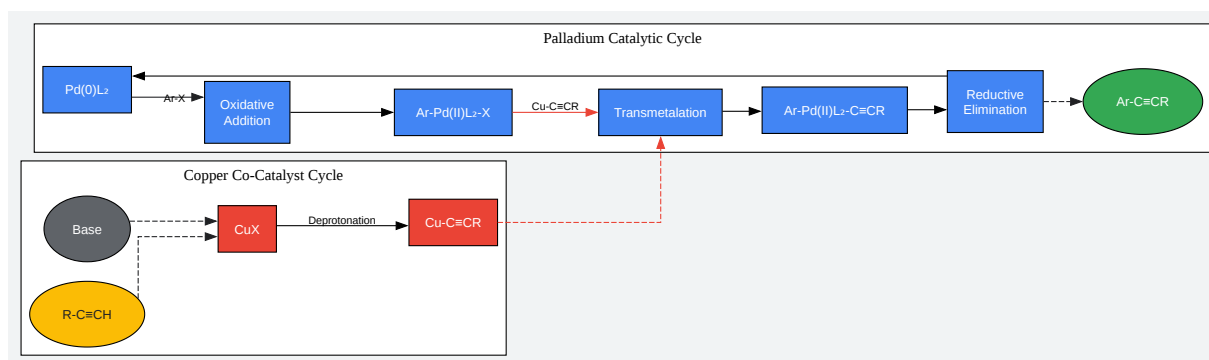 Palladium Catalytic Cycle
Pd(0)L₂
Ar-X
Oxidative
Addition
Ar-Pd(II)L₂-X
Cu-C≡CR
Transmetalation
Ar-Pd(II)L₂-C≡CR
Reductive
Elimination
Ar-C≡CR
Copper Co-Catalyst Cycle
Base
CuX
Deprotonation
Cu-C≡CR
R-C≡CH